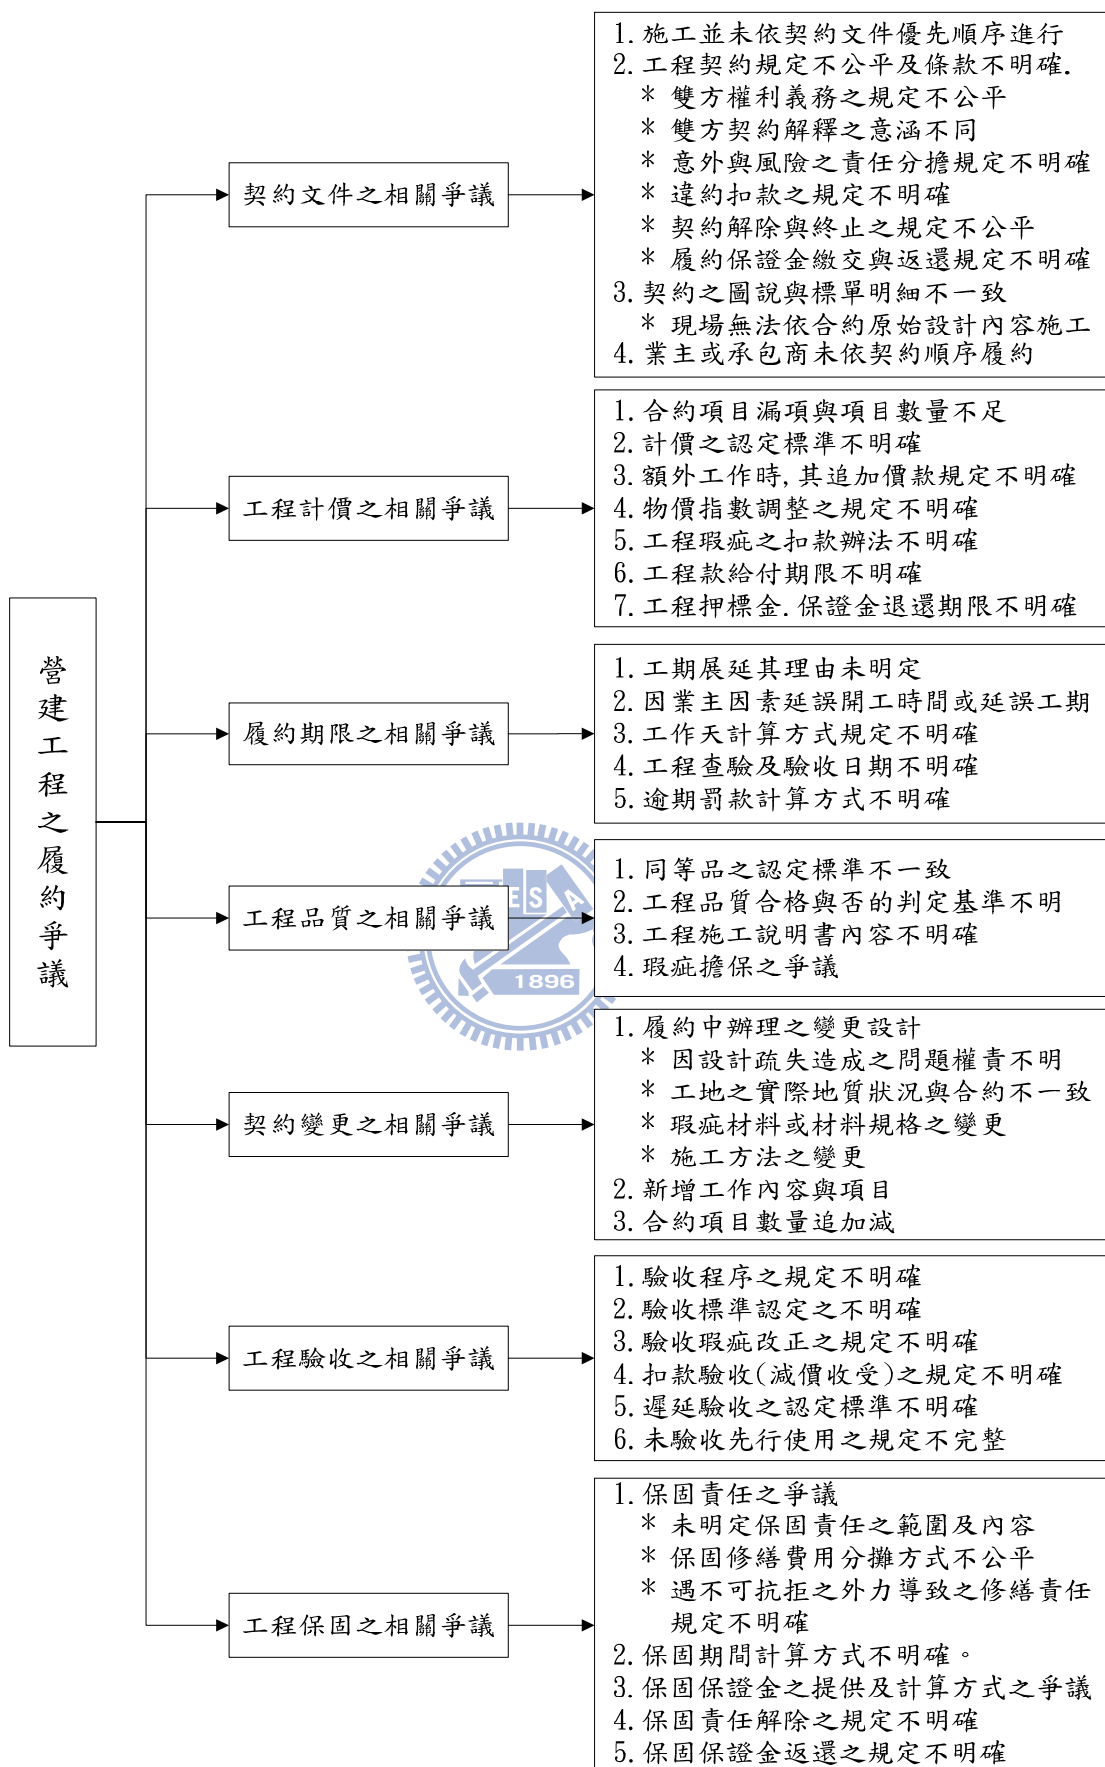 營建工程之履約爭議
契約文件之相關爭議
1.施工並未依契約文件優先順序進行
2.工程契約規定不公平及條款不明確.
* 雙方權利義務之規定不公平
* 雙方契約解釋之意涵不同
* 意外與風險之責任分擔規定不明確
* 違約扣款之規定不明確
* 契約解除與終止之規定不公平
* 履約保證金繳交與返還規定不明確
3.契約之圖說與標單明細不一致
* 現場無法依合約原始設計內容施工
4.業主或承包商未依契約順序履約
工程計價之相關爭議
1.合約項目漏項與項目數量不足
2.計價之認定標準不明確
3.額外工作時,其追加價款規定不明確
4.物價指數調整之規定不明確
5.工程瑕疵之扣款辦法不明確
6.工程款給付期限不明確
7.工程押標金.保證金退還期限不明確
履約期限之相關爭議
1.工期展延其理由未明定
2.因業主因素延誤開工時間或延誤工期
3.工作天計算方式規定不明確
4.工程查驗及驗收日期不明確
5.逾期罰款計算方式不明確
工程品質之相關爭議
1.同等品之認定標準不一致
2.工程品質合格與否的判定基準不明
3.工程施工說明書內容不明確
4.瑕疵擔保之爭議
ES
A
1896
契約變更之相關爭議
1.履約中辦理之變更設計
* 因設計疏失造成之問題權責不明
* 工地之實際地質狀況與合約不一致
* 瑕疵材料或材料規格之變更
* 施工方法之變更
2.新增工作內容與項目
3.合約項目數量追加減
工程驗收之相關爭議
1.驗收程序之規定不明確
2.驗收標準認定之不明確
3.驗收瑕疵改正之規定不明確
4.扣款驗收(減價收受)之規定不明確
5.遲延驗收之認定標準不明確
6.未驗收先行使用之規定不完整
工程保固之相關爭議
1.保固責任之爭議
* 未明定保固責任之範圍及內容
* 保固修繕費用分攤方式不公平
* 遇不可抗拒之外力導致之修繕責任
規定不明確
2.保固期間計算方式不明確。
3.保固保證金之提供及計算方式之爭議
4.保固責任解除之規定不明確
5.保固保證金返還之規定不明確